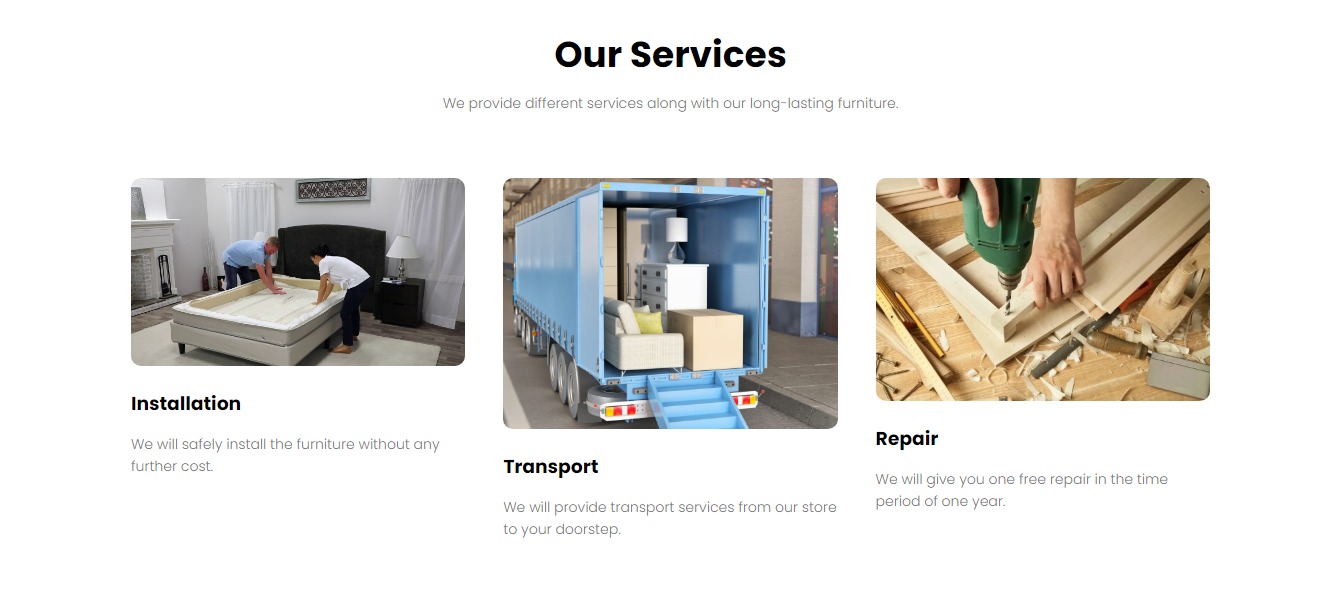 Our Services
We provide different services along with our long-lasting furniture.
Installation
We will safely install the furniture without any
further cost.
Transport
We will provide transport services from our store
to your doorstep.
Repair
We will give you one free repair in the time
period of one year.